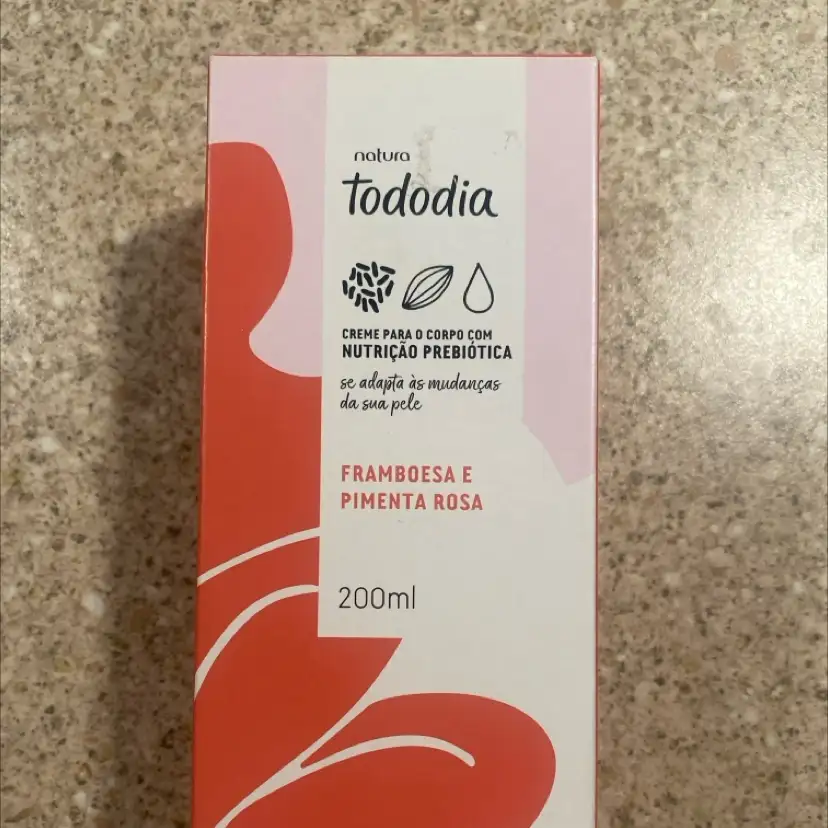 natura
tododia
CREME PARA O CORPO COM
NUTRIÇÃO PREBIÓTICA
se adapta às mudanças
da sua pele
FRAMBOESA E
PIMENTA ROSA
200ml